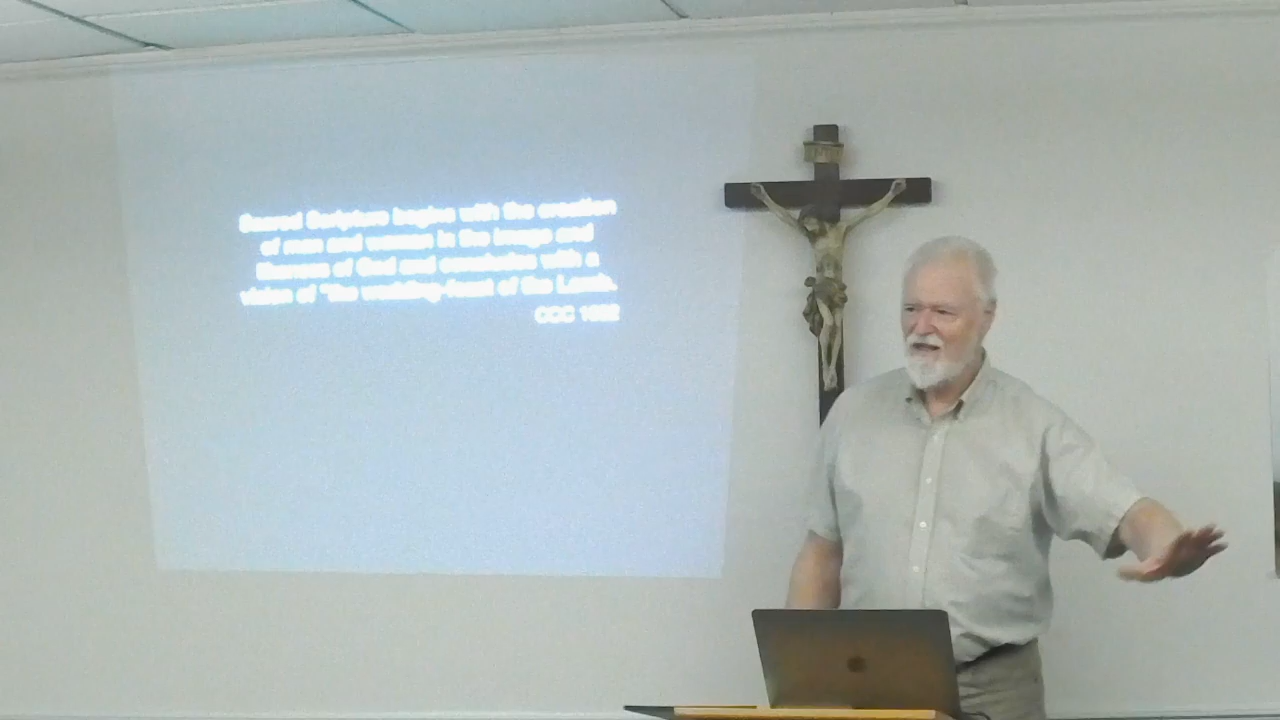 Sacred Scripture begins with the creation
of man and woman in the image and
likeness of God and concludes with a
vision of "the wedding-feast of the Lamb.
CCC 1602